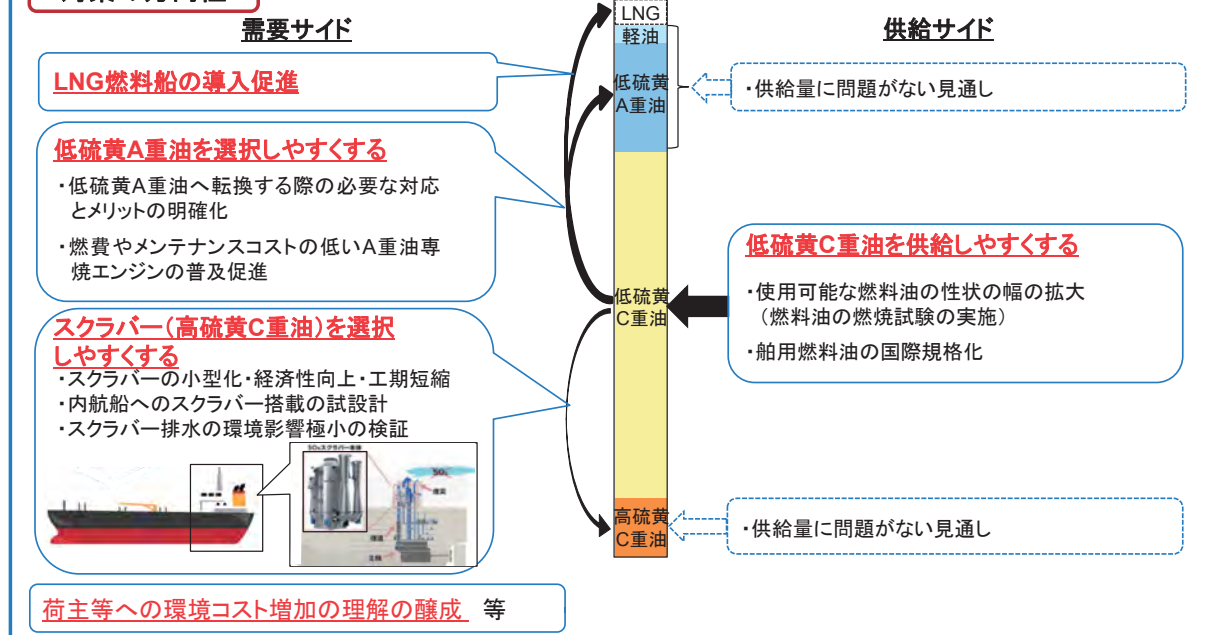 需要サイド
LNG燃料船の導入促進
低硫黄A重油を選択しやすくする
・低硫黄A重油へ転換する際の必要な対応
とメリットの明確化
・燃費やメンテナンスコストの低いA重油専
焼エンジンの普及促進
スクラバー（高硫黄C重油）を選択
しやすくする
・スクラバーの小型化・経済性向上・工期短縮
・内航船へのスクラバー搭載の試設計
・スクラバー排水の環境影響極小の検証
SOxスクラバー本体
荷主等への環境コスト増加の理解の醸成 等
LNG
軽油
低硫黄
A重油
低硫黄
C重油
高硫黄
C重油
供給サイド
・供給量に問題がない見通し
低硫黄C重油を供給しやすくする
・使用可能な燃料油の性状の幅の拡大
（燃料油の燃焼試験の実施）
・舶用燃料油の国際規格化
・供給量に問題がない見通し